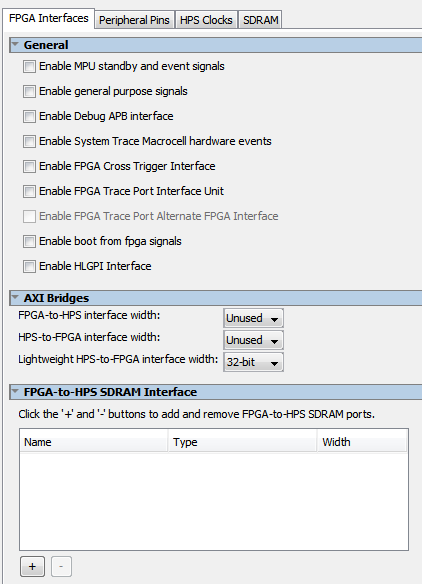 FPGA Interfaces Peripheral Pins HPS Clocks SDRAM
General
Enable MPU standby and event signals
Enable general purpose signals
Enable Debug APB interface
Enable System Trace Macrocell hardware events
Enable FPGA Cross Trigger Interface
Enable FPGA Trace Port Interface Unit
Enable FPGA Trace Port Alternate FPGA Interface
Enable boot from fpga signals
Enable HLGPI Interface
AXI Bridges
FPGA-to-HPS interface width: Unused
HPS-to-FPGA interface width: Unused
Lightweight HPS-to-FPGA interface width: 32-bit
FPGA-to-HPS SDRAM Interface
Click the '+' and '-' buttons to add and remove FPGA-to-HPS SDRAM ports.
Name Type Width
+ -